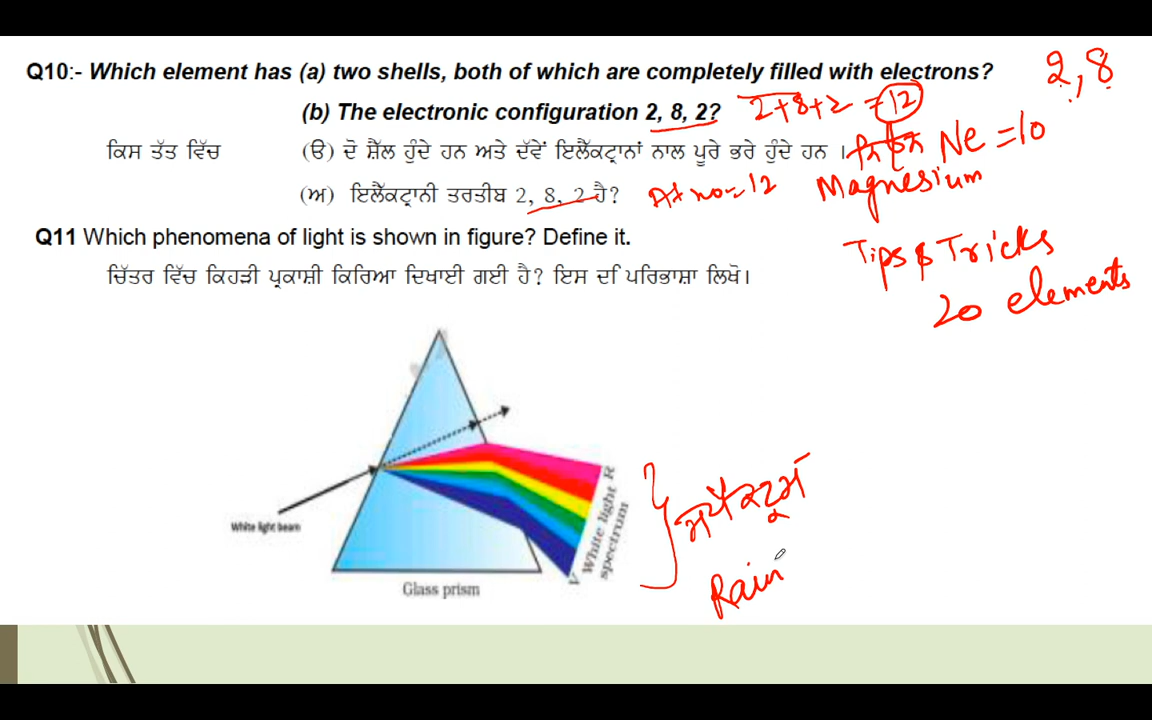 Q10:- Which element has (a) two shells, both of which are completely filled with electrons?
2, 8
(b) The electronic configuration 2, 8, 2?
2+8+2 = 12
ਕਿਸ ਤੱਤ ਵਿੱਚ (ੳ) ਦੋ ਸ਼ੈੱਲ ਹੁੰਦੇ ਹਨ ਅਤੇ ਦੱਵੇਂ ਇਲੈੱਕਟ੍ਰਾਨਾਂ ਨਾਲ ਪੂਰੇ ਭਰੇ ਹੁੰਦੇ ਹਨ ।
Ne = 10
(ਅ) ਇਲੈੱਕਟ੍ਰਾਨੀ ਤਰਤੀਬ 2, 8, 2 ਹੈ?
At no = 12 Magnesium
Q11 Which phenomena of light is shown in figure? Define it.
Tips & Tricks
ਚਿੱਤਰ ਵਿੱਚ ਕਿਹੜੀ ਪ੍ਰਕਾਸ਼ੀ ਕਿਰਿਆ ਦਿਖਾਈ ਗਈ ਹੈ? ਇਸ ਦੀ ਪਰਿਭਾਸ਼ਾ ਲਿਖੋ।
20 elements
White light beam
R
White light
spectrum
V
Glass prism
Rain